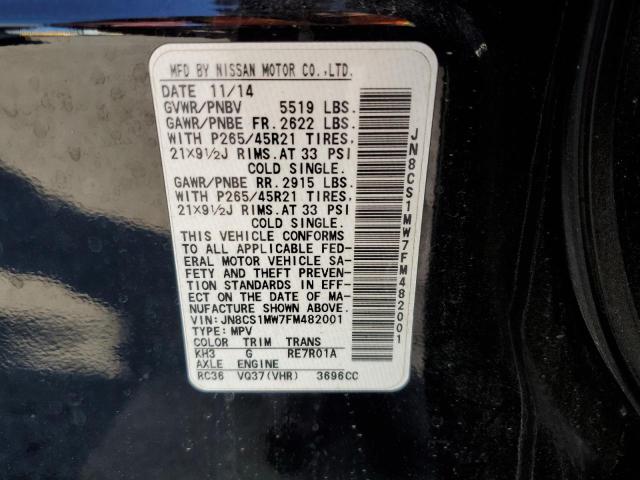 MFD BY NISSAN MOTOR CO.,LTD.
DATE 11/14
GVWR/PNBV 5519 LBS.
GAWR/PNBE FR. 2622 LBS.
WITH P265/45R21 TIRES.
21X9½J RIMS.AT 33 PSI
COLD SINGLE.
GAWR/PNBE RR. 2915 LBS.
WITH P265/45R21 TIRES.
21X9½J RIMS.AT 33 PSI
COLD SINGLE.
THIS VEHICLE CONFORMS
TO ALL APPLICABLE FED-
ERAL MOTOR VEHICLE SA-
FETY AND THEFT PREVEN-
TION STANDARDS IN EFF-
ECT ON THE DATE OF MA-
NUFACTURE SHOWN ABOVE.
VIN:JN8CS1MW7FM482001
TYPE:MPV
COLOR TRIM TRANS
KH3 G RE7R01A
AXLE ENGINE
RC36 VQ37(VHR) 3696CC
JN8CS1MW7FM482001